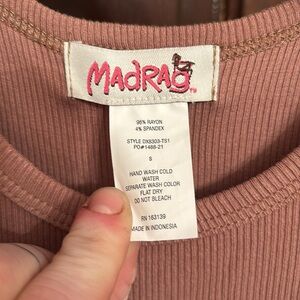 MADRAG
TM
96% RAYON
4% SPANDEX
STYLE DX8303-TS1
PO#1488-21
S
HAND WASH COLD
WATER
SEPARATE WASH COLOR
FLAT DRY
DO NOT BLEACH
RN 163139
MADE IN INDONESIA